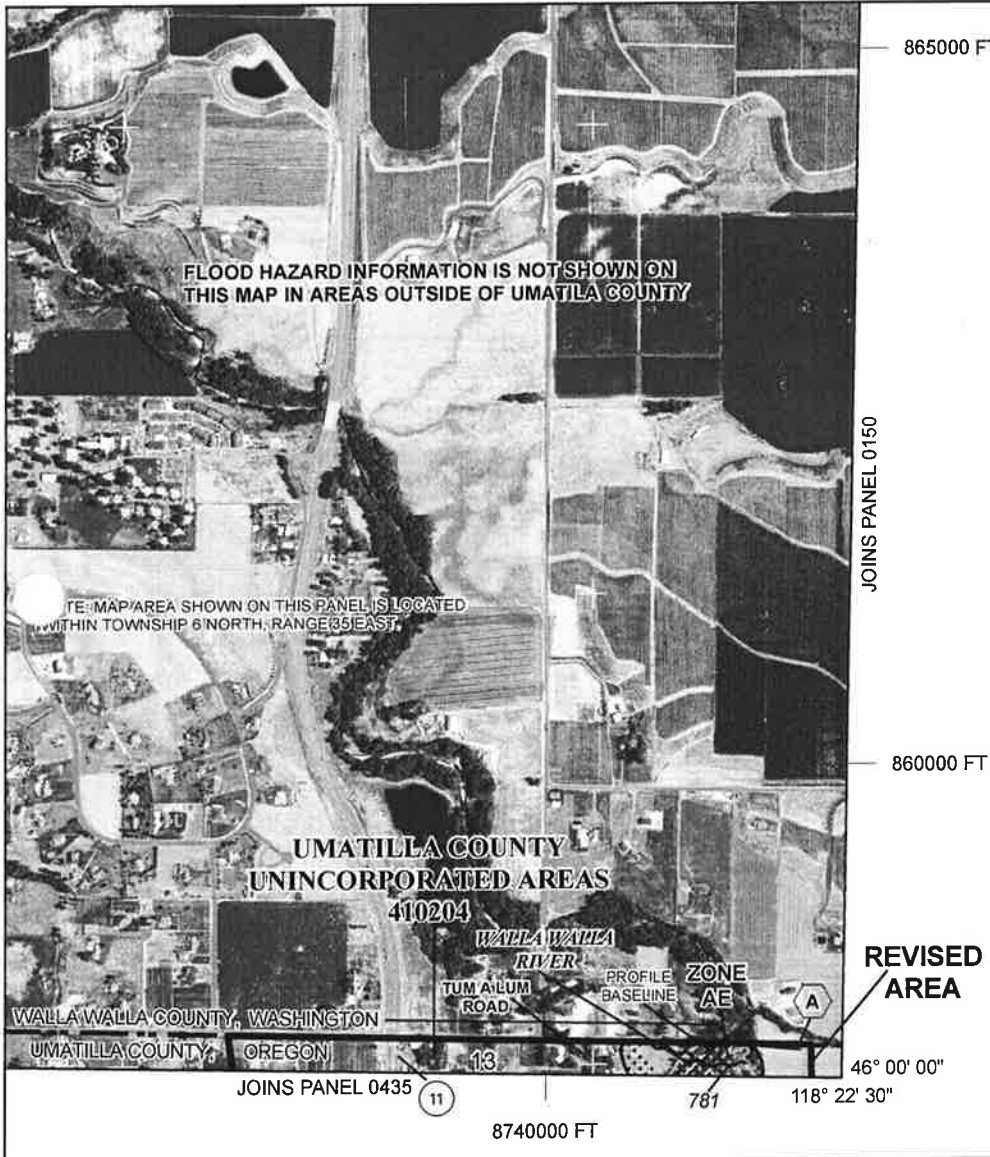 865000 FT
FLOOD HAZARD INFORMATION IS NOT SHOWN ON
THIS MAP IN AREAS OUTSIDE OF UMATILA COUNTY
JOINS PANEL 0150
TE: MAP AREA SHOWN ON THIS PANEL IS LOCATED
WITHIN TOWNSHIP 6 NORTH, RANGE 35 EAST.
860000 FT
UMATILLA COUNTY
UNINCORPORATED AREAS
410204
WALLA WALLA
RIVER
TUM A LUM
ROAD
PROFILE
BASELINE
ZONE
AE
A
REVISED
AREA
WALLA WALLA COUNTY, WASHINGTON
UMATILLA COUNTY, OREGON
13
46° 00' 00"
JOINS PANEL 0435
11
781
118° 22' 30"
8740000 FT